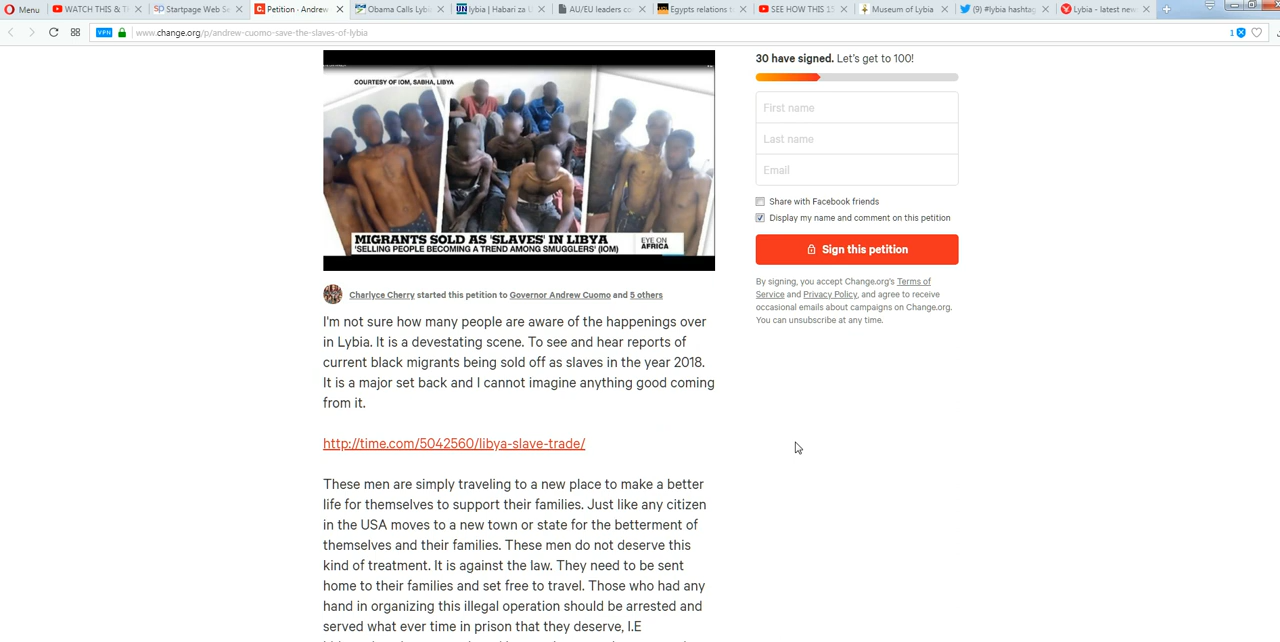 Menu
WATCH THIS & T
Startpage Web Se
Petition · Andrew
Obama Calls Lybi
lybia | Habari za U
AU/EU leaders co
Egypts relations t
SEE HOW THIS 15
Museum of Lybia
(9) #lybia hashtag
Lybia - latest new
VPN
www.change.org/p/andrew-cuomo-save-the-slaves-of-lybia
1
COURTESY OF IOM, SABHA, LIBYA
MIGRANTS SOLD AS 'SLAVES' IN LIBYA
'SELLING PEOPLE BECOMING A TREND AMONG SMUGGLERS' (IOM)
EYE ON
AFRICA
Charlyce Cherry started this petition to Governor Andrew Cuomo and 5 others
I'm not sure how many people are aware of the happenings over
in Lybia. It is a devestating scene. To see and hear reports of
current black migrants being sold off as slaves in the year 2018.
It is a major set back and I cannot imagine anything good coming
from it.
http://time.com/5042560/libya-slave-trade/
These men are simply traveling to a new place to make a better
life for themselves to support their families. Just like any citizen
in the USA moves to a new town or state for the betterment of
themselves and their families. These men do not deserve this
kind of treatment. It is against the law. They need to be sent
home to their families and set free to travel. Those who had any
hand in organizing this illegal operation should be arrested and
served what ever time in prison that they deserve, I.E
30 have signed. Let's get to 100!
First name
Last name
Email
Share with Facebook friends
Display my name and comment on this petition
Sign this petition
By signing, you accept Change.org's Terms of
Service and Privacy Policy, and agree to receive
occasional emails about campaigns on Change.org.
You can unsubscribe at any time.